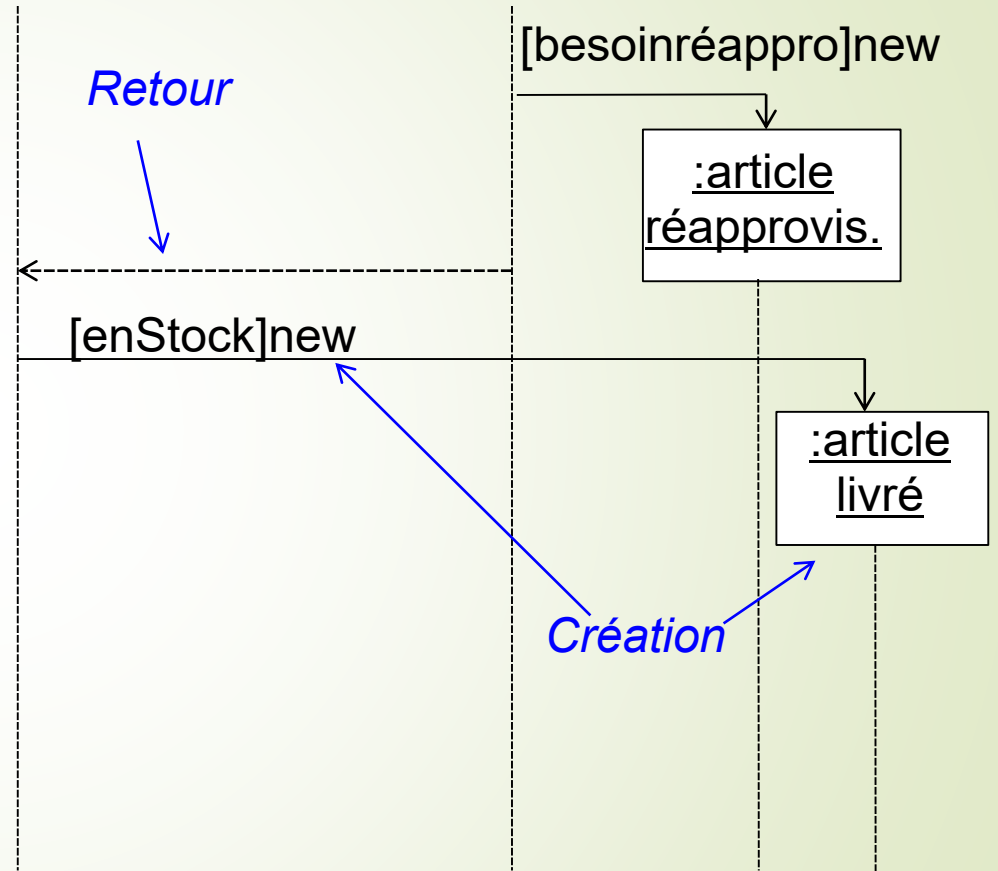 [besoinréappro]new
Retour
:article
réapprovis.
[enStock]new
:article
livré
Création